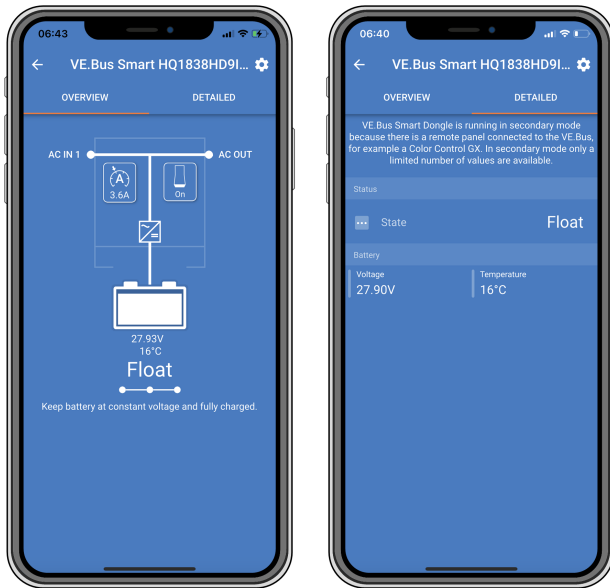 06:43
VE.Bus Smart HQ1838HD9I...
OVERVIEW
DETAILED
AC IN 1
AC OUT
A
3.6A
On
27.93V
16°C
Float
Keep battery at constant voltage and fully charged.
06:40
VE.Bus Smart HQ1838HD9I...
OVERVIEW
DETAILED
VE.Bus Smart Dongle is running in secondary mode
because there is a remote panel connected to the VE.Bus,
for example a Color Control GX. In secondary mode only a
limited number of values are available.
Status
State
Float
Battery
Voltage
Temperature
27.90V
16°C